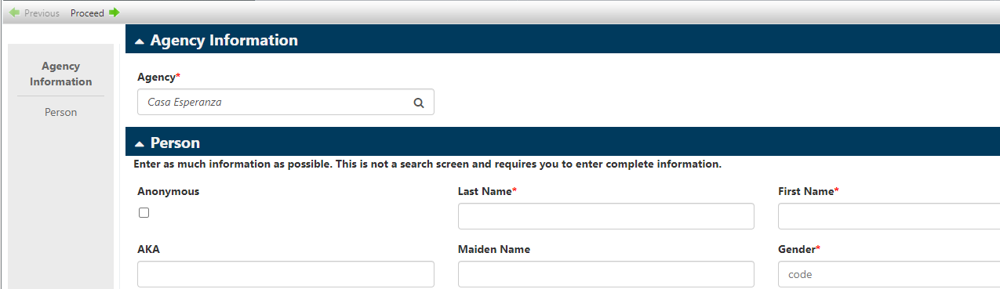 Previous Proceed
Agency Information
Agency
Information
Person
Agency*
Casa Esperanza
Person
Enter as much information as possible. This is not a search screen and requires you to enter complete information.
Anonymous Last Name* First Name*
AKA Maiden Name Gender*
code